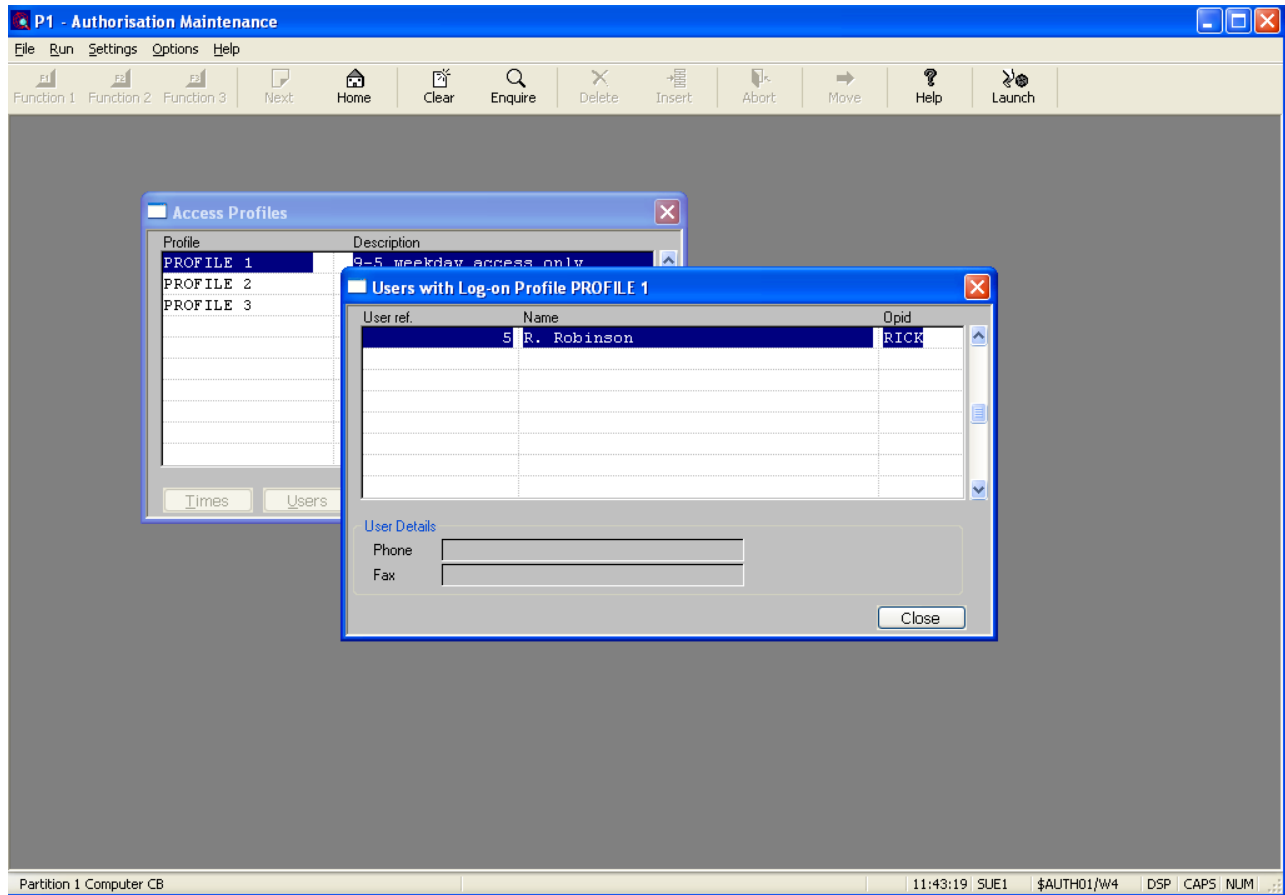 P1 - Authorisation Maintenance
File Run Settings Options Help
F1 F2 F3
Function 1 Function 2 Function 3 Next Home Clear Enquire Delete Insert Abort Move Help Launch
Access Profiles
Profile Description
PROFILE 1 9-5 weekday access only
PROFILE 2
PROFILE 3
Times Users
Users with Log-on Profile PROFILE 1
User ref. Name Opid
5 R. Robinson RICK
User Details
Phone
Fax
Close
Partition 1 Computer CB 11:43:19 SUE1 $AUTH01/W4 DSP CAPS NUM